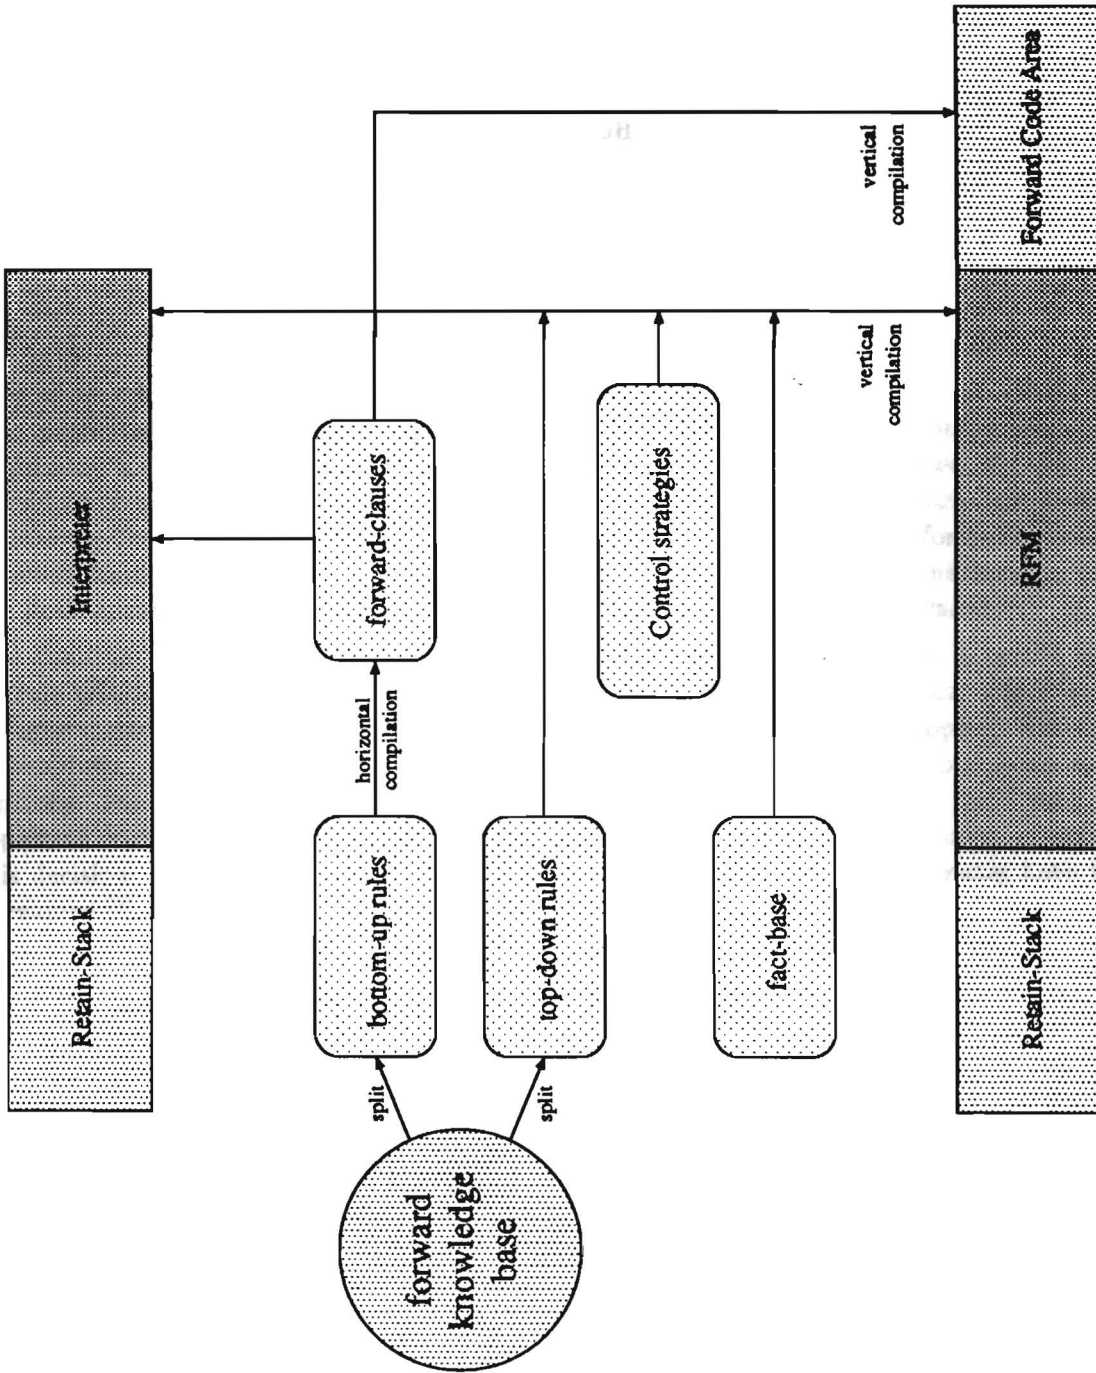 Retain-Stack
Interpreter
forward
knowledge
base
split
split
bottom-up rules
horizontal
compilation
forward-clauses
top-down rules
Control strategies
fact-base
vertical
compilation
vertical
compilation
Retain-Stack
RFM
Forward Code Area